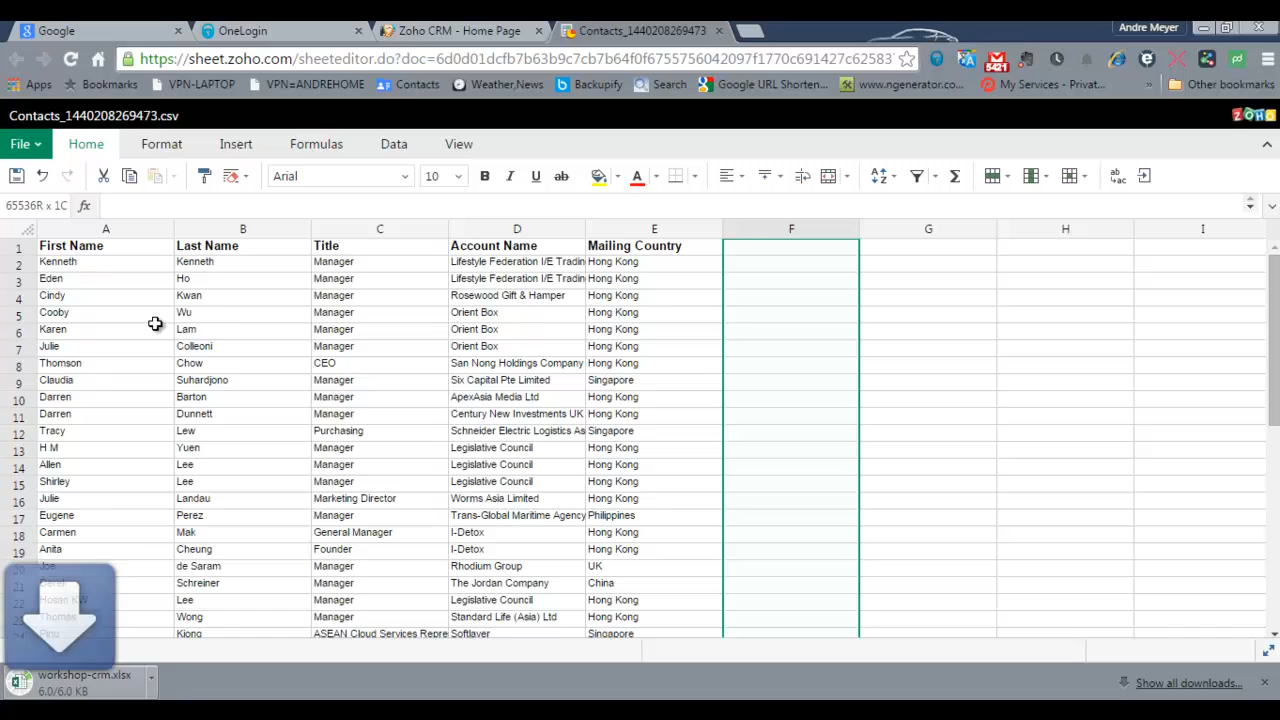 Google
OneLogin
Zoho CRM - Home Page
Contacts_1440208269473
Andre Meyer
https://sheet.zoho.com/sheeteditor.do?doc=6d0d01dcfb7b63b9c7cb7b64f0f6755756042097f1770c691427c62583
5421
Apps Bookmarks VPN-LAPTOP VPN=ANDREHOME Contacts Weather,News Backupify Search Google URL Shorten... www.ngenerator.co... My Services - Privat... » Other bookmarks
Contacts_1440208269473.csv
ZOHO
File Home Format Insert Formulas Data View
Arial 10 B I U ab A Σ
65536R x 1C fx
A B C D E F G H I
1 First Name Last Name Title Account Name Mailing Country
2 Kenneth Kenneth Manager Lifestyle Federation I/E Tradin Hong Kong
3 Eden Ho Manager Lifestyle Federation I/E Tradin Hong Kong
4 Cindy Kwan Manager Rosewood Gift & Hamper Hong Kong
5 Cooby Wu Manager Orient Box Hong Kong
6 Karen Lam Manager Orient Box Hong Kong
7 Julie Colleoni Manager Orient Box Hong Kong
8 Thomson Chow CEO San Nong Holdings Company Hong Kong
9 Claudia Suhardjono Manager Six Capital Pte Limited Singapore
10 Darren Barton Manager ApexAsia Media Ltd Hong Kong
11 Darren Dunnett Manager Century New Investments UK Hong Kong
12 Tracy Lew Purchasing Schneider Electric Logistics As Singapore
13 H M Yuen Manager Legislative Council Hong Kong
14 Allen Lee Manager Legislative Council Hong Kong
15 Shirley Lee Manager Legislative Council Hong Kong
16 Julie Landau Marketing Director Worms Asia Limited Hong Kong
17 Eugene Perez Manager Trans-Global Maritime Agency Philippines
18 Carmen Mak General Manager I-Detox Hong Kong
19 Anita Cheung Founder I-Detox Hong Kong
20 Joe de Saram Manager Rhodium Group UK
21 Derek Schreiner Manager The Jordan Company China
22 Lee Manager Legislative Council Hong Kong
Thomas Wong Manager Standard Life (Asia) Ltd Hong Kong
Kiong ASEAN Cloud Services Repre Softlayer Singapore
workshop-crm.xlsx
6.0/6.0 KB
Show all downloads...